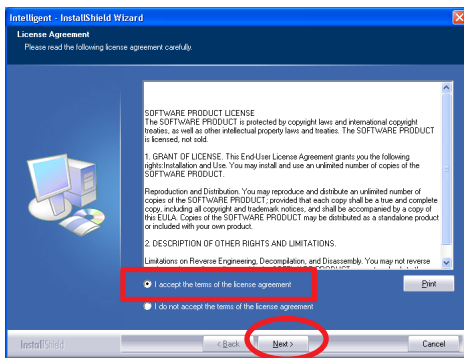 Intelligent - InstallShield Wizard
License Agreement
Please read the following license agreement carefully.
SOFTWARE PRODUCT LICENSE
The SOFTWARE PRODUCT is protected by copyright laws and international copyright
treaties, as well as other intellectual property laws and treaties. The SOFTWARE PRODUCT
is licensed, not sold.
1. GRANT OF LICENSE. This End-User License Agreement grants you the following
rights:Installation and Use. You may install and use an unlimited number of copies of the
SOFTWARE PRODUCT.
Reproduction and Distribution. You may reproduce and distribute an unlimited number of
copies of the SOFTWARE PRODUCT; provided that each copy shall be a true and complete
copy, including all copyright and trademark notices, and shall be accompanied by a copy of
this EULA. Copies of the SOFTWARE PRODUCT may be distributed as a standalone product
or included with your own product.
2. DESCRIPTION OF OTHER RIGHTS AND LIMITATIONS.
Limitations on Reverse Engineering, Decompilation, and Disassembly. You may not reverse
I accept the terms of the license agreement
Print
I do not accept the terms of the license agreement
InstallShield
< Back
Next >
Cancel